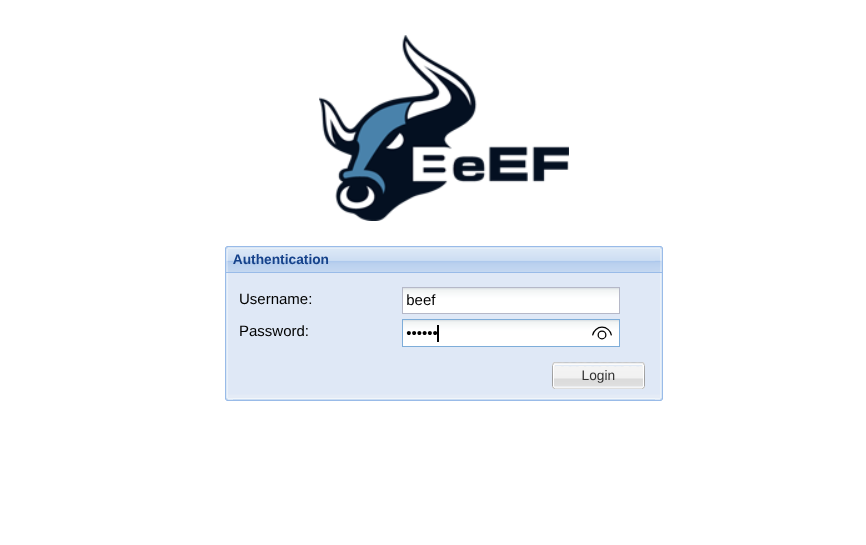 BeEF
Authentication
Username:
beef
Password:
••••••
Login